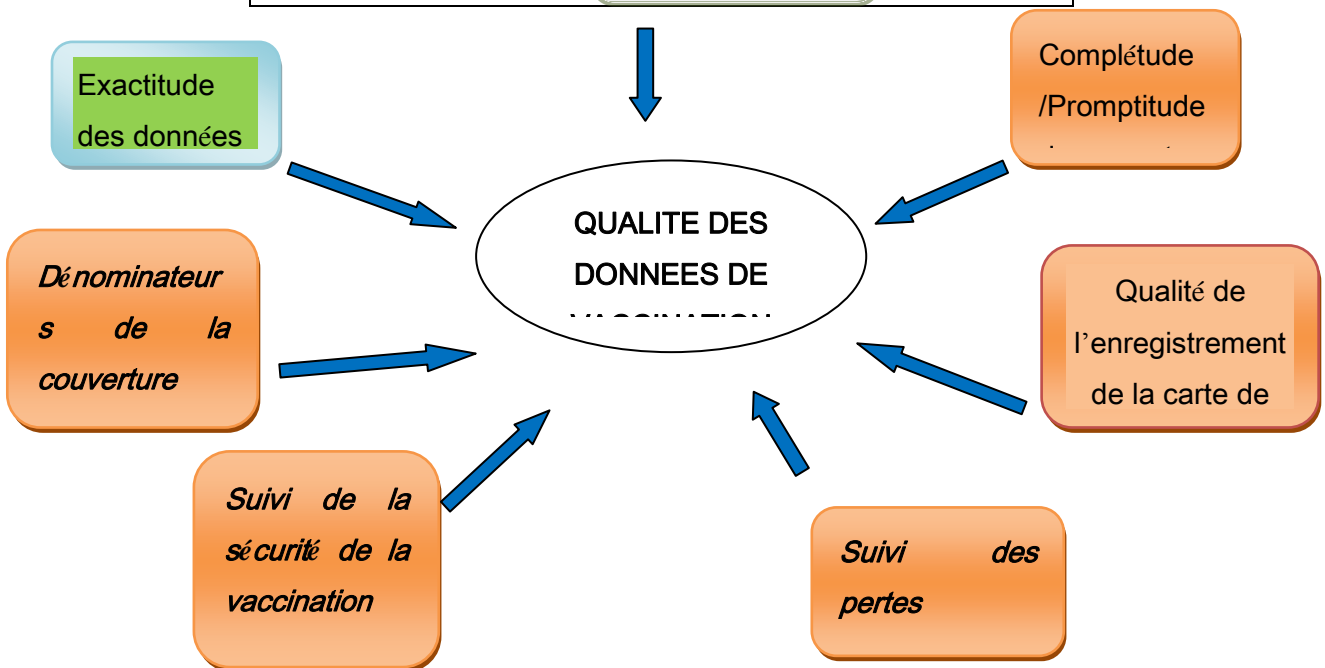 Exactitude
des données
Complétude
/Promptitude
QUALITE DES
DONNEES DE
VACCINATION
Dénominateur
s de la
couverture
Qualité de
l’enregistrement
de la carte de
Suivi de la
sécurité de la
vaccination
Suivi des
pertes